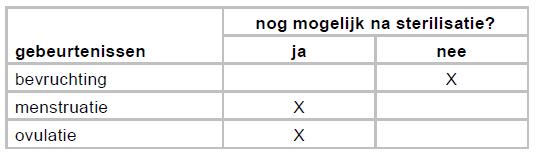 nog mogelijk na sterilisatie?
gebeurtenissen ja nee
bevruchting X
menstruatie X
ovulatie X